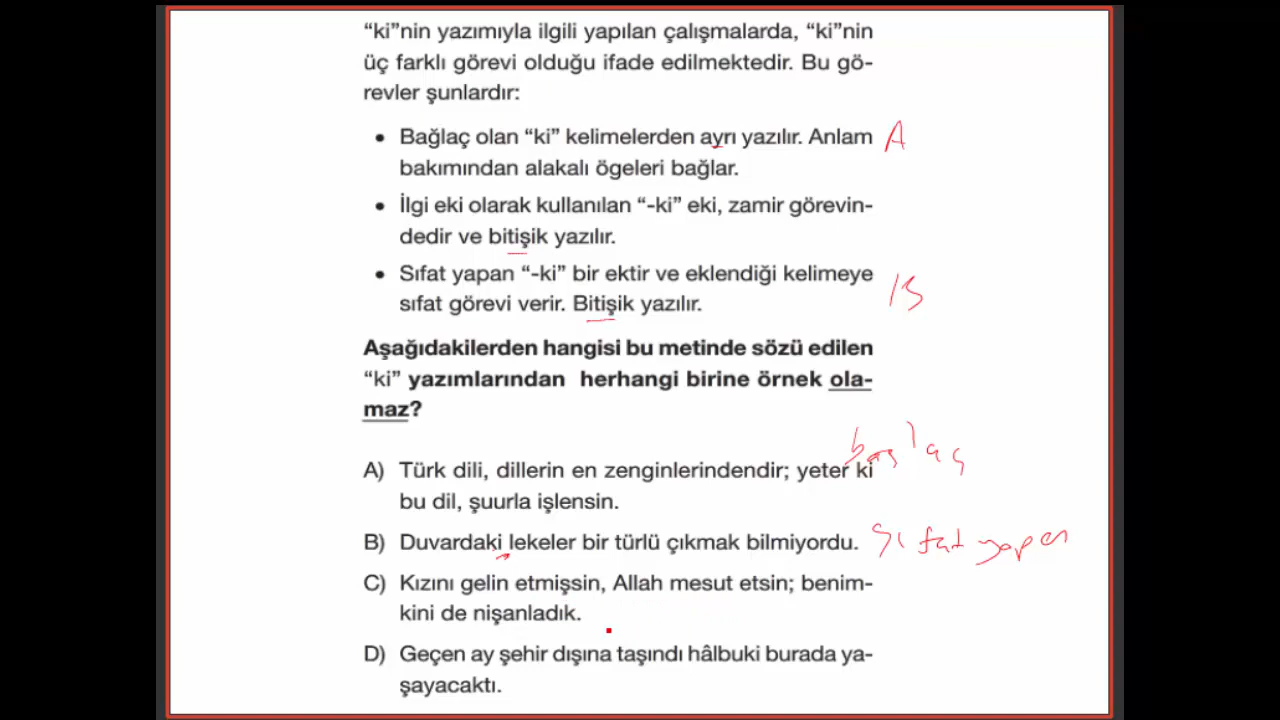 “ki”nin yazımıyla ilgili yapılan çalışmalarda, “ki”nin
üç farklı görevi olduğu ifade edilmektedir. Bu gö-
revler şunlardır:
• Bağlaç olan “ki” kelimelerden ayrı yazılır. Anlam A
bakımından alakalı ögeleri bağlar.
• İlgi eki olarak kullanılan “-ki” eki, zamir görevin-
dedir ve bitişik yazılır.
• Sıfat yapan “-ki” bir ektir ve eklendiği kelimeye
sıfat görevi verir. Bitişik yazılır. B
Aşağıdakilerden hangisi bu metinde sözü edilen
“ki” yazımlarından herhangi birine örnek ola-
maz?
bağlaç
A) Türk dili, dillerin en zenginlerindendir; yeter ki
bu dil, şuurla işlensin.
B) Duvardaki lekeler bir türlü çıkmak bilmiyordu. Sıfat yapan
C) Kızını gelin etmişsin, Allah mesut etsin; benim-
kini de nişanladık.
D) Geçen ay şehir dışına taşındı hâlbuki burada ya-
şayacaktı.